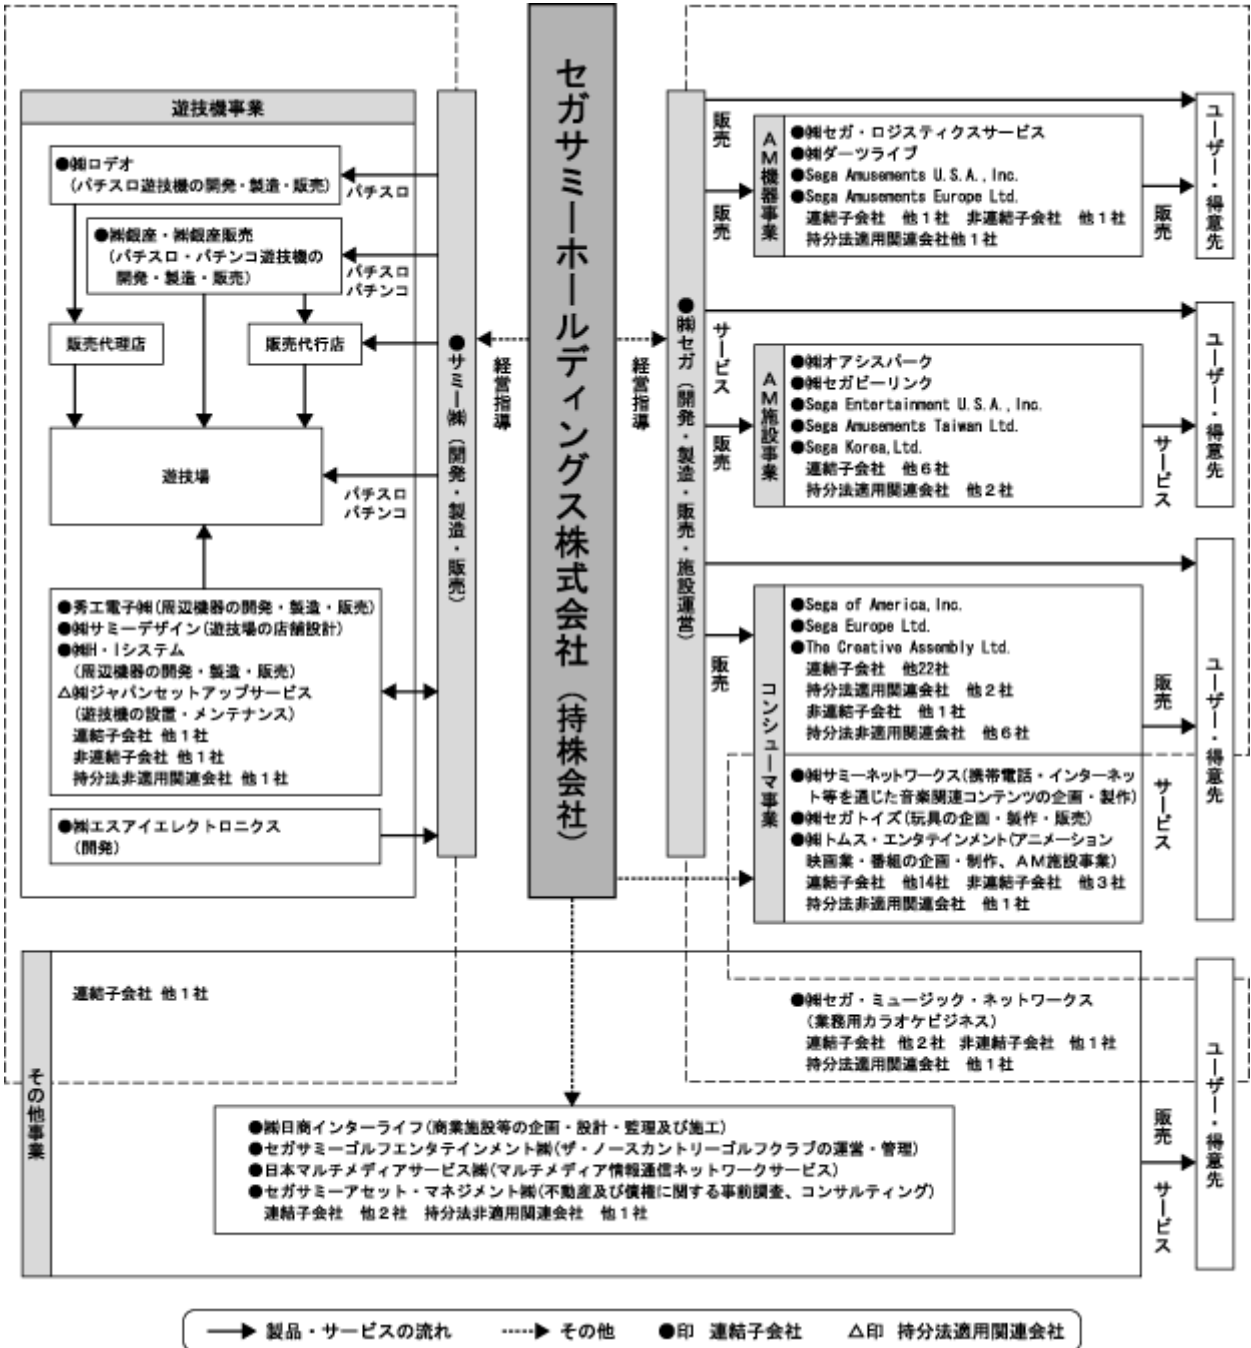 セガサミーホールディングス株式会社（持株会社）
遊技機事業
●㈱ロデオ
(パチスロ遊技機の開発・製造・販売)
パチスロ
●㈱銀座・㈱銀座販売
(パチスロ・パチンコ遊技機の
開発・製造・販売)
パチスロ
パチンコ
販売代理店
販売代行店
遊技場
パチスロ
パチンコ
●秀工電子㈱(周辺機器の開発・製造・販売)
●㈱サミーデザイン(遊技場の店舗設計)
●㈱H・Iシステム
(周辺機器の開発・製造・販売)
△㈱ジャパンセットアップサービス
(遊技機の設置・メンテナンス)
連結子会社 他１社
非連結子会社 他１社
持分法非適用関連会社 他１社
●㈱エスアイエレクトロニクス
(開発)
●サミー㈱（開発・製造・販売）
経営指導
経営指導
●㈱セガ（開発・製造・販売・施設運営）
販売
販売
ＡＭ機器事業
●㈱セガ・ロジスティクスサービス
●㈱ダーツライブ
●Sega Amusements U.S.A., Inc.
●Sega Amusements Europe Ltd.
連結子会社　他１社　非連結子会社　他１社
持分法適用関連会社他１社
販売
ユーザー・得意先
サービス
販売
ＡＭ施設事業
●㈱オアシスパーク
●㈱セガビーリンク
●Sega Entertainment U.S.A., Inc.
●Sega Amusements Taiwan Ltd.
●Sega Korea, Ltd.
連結子会社　他６社
持分法適用関連会社　他２社
サービス
ユーザー・得意先
販売
コンシューマ事業
●Sega of America, Inc.
●Sega Europe Ltd.
●The Creative Assembly Ltd.
連結子会社　他22社
持分法適用関連会社　他２社
非連結子会社　他１社
持分法非適用関連会社　他６社
●㈱サミーネットワークス(携帯電話・インターネッ
ト等を通じた音楽関連コンテンツの企画・製作)
●㈱セガトイズ(玩具の企画・製作・販売)
●㈱トムス・エンタテインメント(アニメーション
映画業・番組の企画・制作、ＡＭ施設事業)
連結子会社　他14社　非連結子会社　他３社
持分法非適用関連会社　他１社
販売
サービス
ユーザー・得意先
その他事業
連結子会社 他１社
●㈱セガ・ミュージック・ネットワークス
(業務用カラオケビジネス)
連結子会社　他２社　非連結子会社　他１社
持分法適用関連会社　他１社
●㈱日商インターライフ(商業施設等の企画・設計・監理及び施工)
●セガサミーゴルフエンタテインメント㈱(ザ・ノースカントリーゴルフクラブの運営・管理)
●日本マルチメディアサービス㈱(マルチメディア情報通信ネットワークサービス)
●セガサミーアセット・マネジメント㈱(不動産及び債権に関する事前調査、コンサルティング)
連結子会社　他２社　持分法非適用関連会社　他１社
販売
サービス
ユーザー・得意先
製品・サービスの流れ　その他　●印　連結子会社　△印　持分法適用関連会社